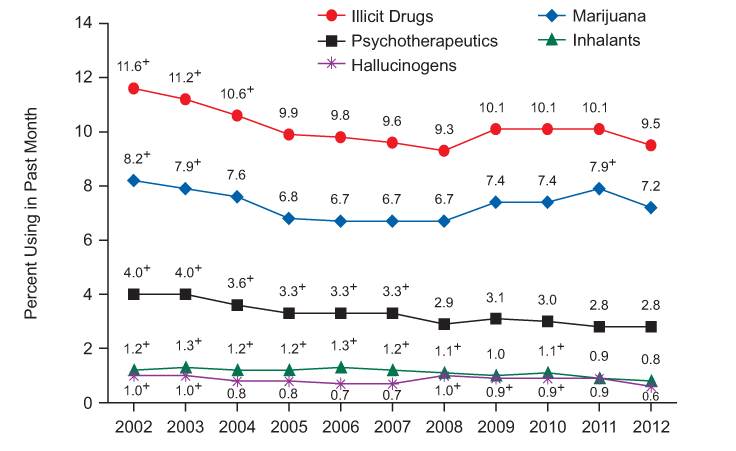 14
Illicit Drugs Marijuana
Psychotherapeutics Inhalants
Hallucinogens
12
10
8
6
4
2
0
Percent Using in Past Month
11.6+ 11.2+ 10.6+ 9.9 9.8 9.6 9.3 10.1 10.1 10.1 9.5
8.2+ 7.9+ 7.6 6.8 6.7 6.7 6.7 7.4 7.4 7.9+ 7.2
4.0+ 4.0+ 3.6+ 3.3+ 3.3+ 3.3+ 2.9 3.1 3.0 2.8 2.8
1.2+ 1.3+ 1.2+ 1.2+ 1.3+ 1.2+ 1.1+ 1.0 1.1+ 0.9 0.8
1.0+ 1.0+ 0.8 0.8 0.7 0.7 1.0+ 0.9+ 0.9+ 0.9 0.6
2002 2003 2004 2005 2006 2007 2008 2009 2010 2011 2012